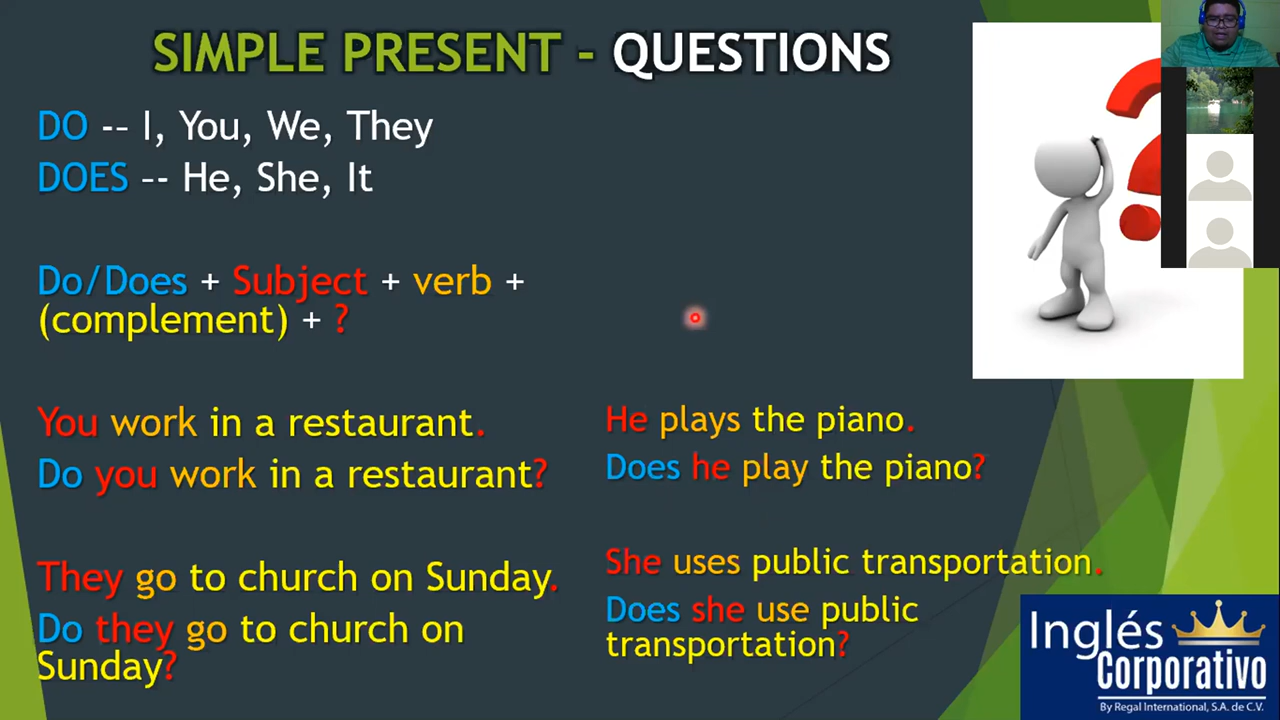 SIMPLE PRESENT - QUESTIONS
DO -- I, You, We, They
DOES -- He, She, It
Do/Does + Subject + verb +
(complement) + ?
You work in a restaurant.
Do you work in a restaurant?
They go to church on Sunday.
Do they go to church on
Sunday?
He plays the piano.
Does he play the piano?
She uses public transportation.
Does she use public
transportation?
Inglés
Corporativo
By Regal International, S.A. de C.V.